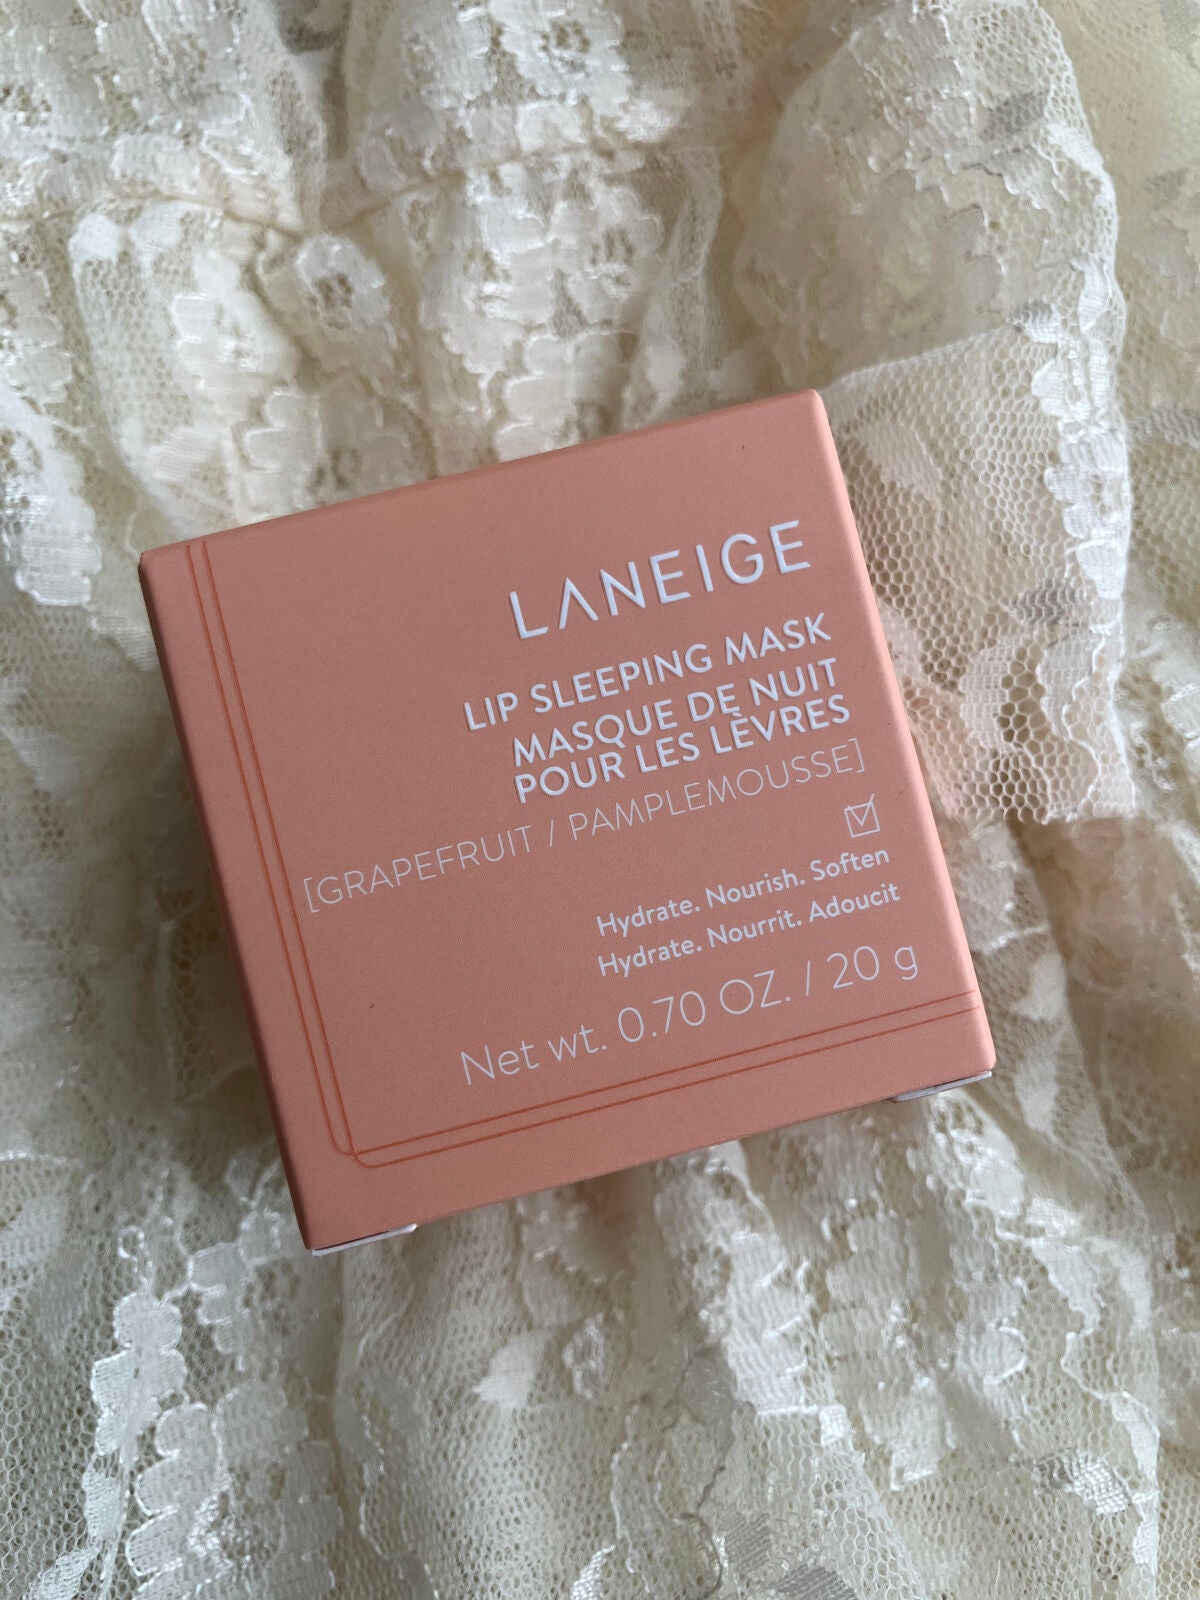 LANEIGE
LIP SLEEPING MASK
MASQUE DE NUIT
POUR LES LÈVRES
[GRAPEFRUIT / PAMPLEMOUSSE]
Hydrate. Nourish. Soften
Hydrate. Nourrit. Adoucit
Net wt. 0.70 OZ. / 20 g